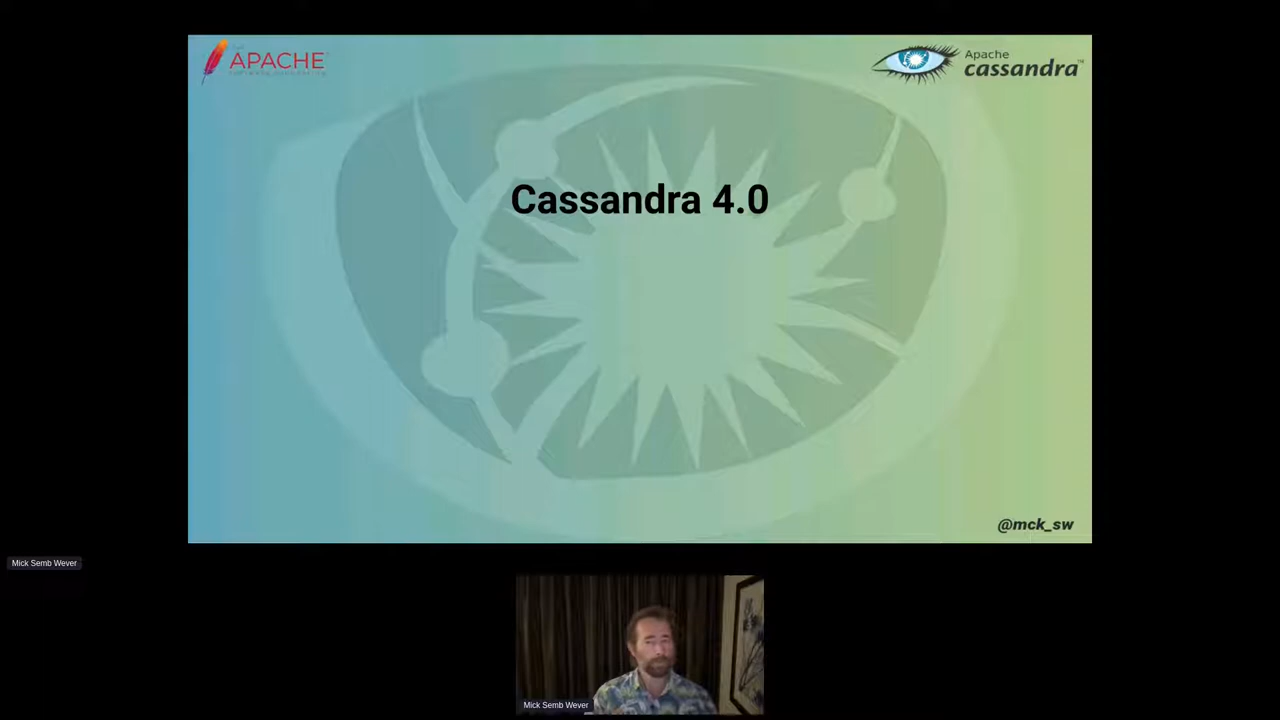 APACHE
Apache
cassandra
Cassandra 4.0
@mck_sw
Mick Semb Wever
Mick Semb Wever